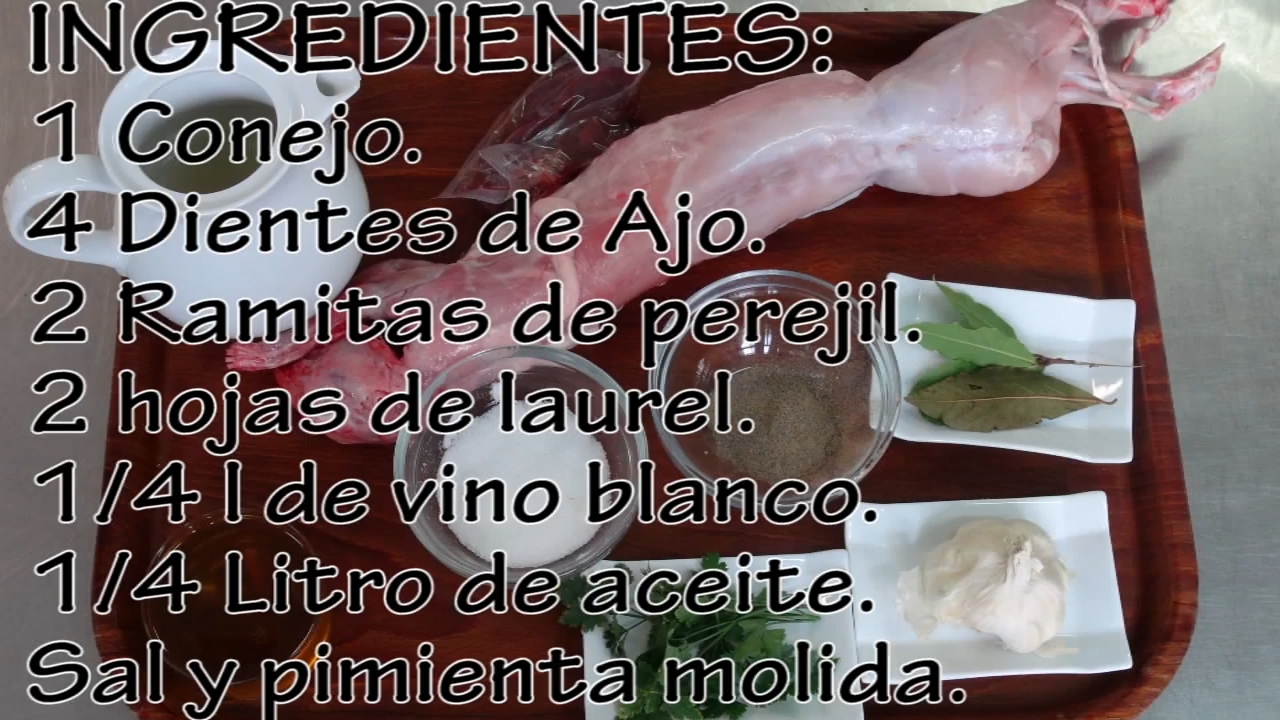 INGREDIENTES:
1 Conejo.
4 Dientes de Ajo.
2 Ramitas de perejil.
2 hojas de laurel.
1/4 l de vino blanco.
1/4 Litro de aceite.
Sal y pimienta molida.